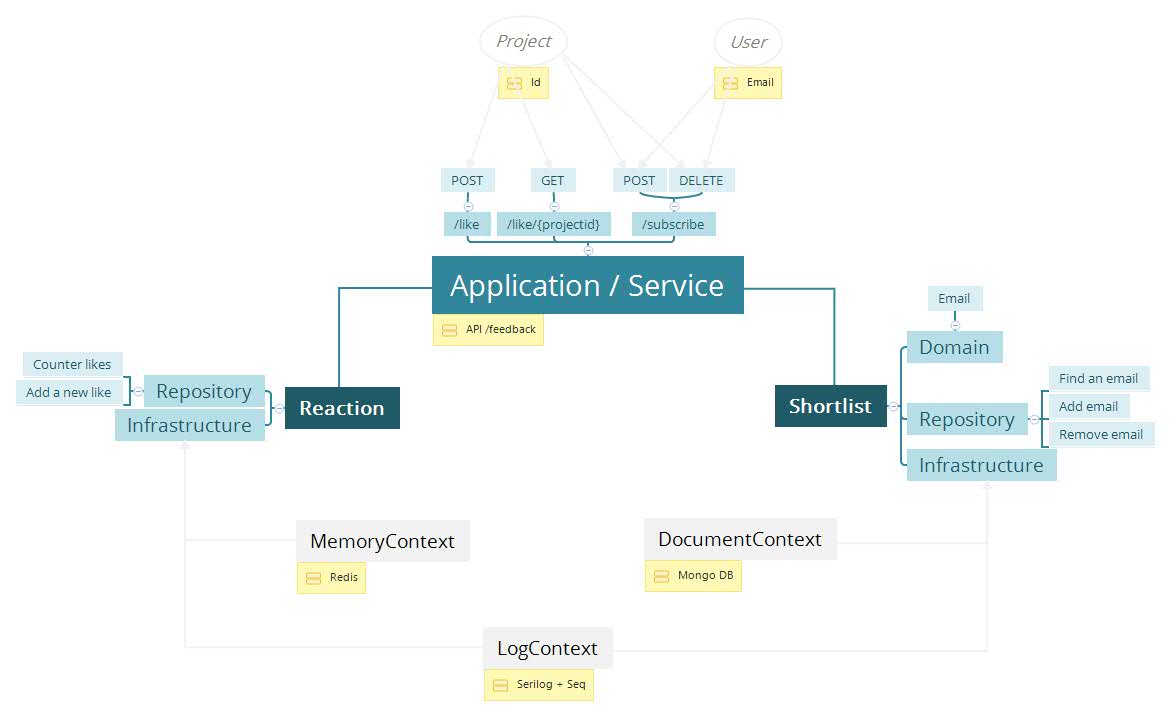 Project
User
Id
Email
POST
GET
POST
DELETE
/like
/like/{projectid}
/subscribe
Application / Service
API /feedback
Email
Domain
Counter likes
Add a new like
Repository
Infrastructure
Reaction
Shortlist
Repository
Find an email
Add email
Remove email
Infrastructure
MemoryContext
Redis
DocumentContext
Mongo DB
LogContext
Serilog + Seq